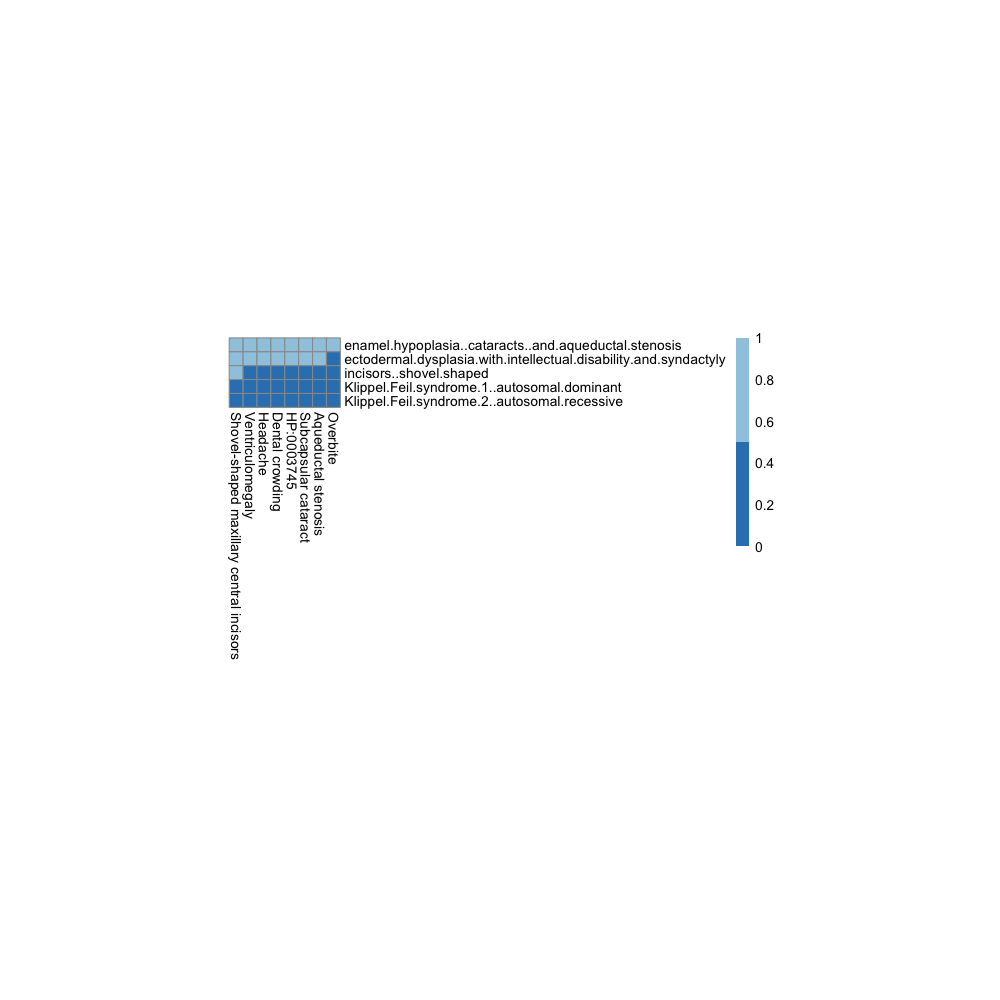 enamel.hypoplasia..cataracts..and.aqueductal.stenosis
ectodermal.dysplasia.with.intellectual.disability.and.syndactyly
incisors..shovel.shaped
Klippel.Feil.syndrome.1..autosomal.dominant
Klippel.Feil.syndrome.2..autosomal.recessive
Shovel-shaped maxillary central incisors
Ventriculomegaly
Headache
Dental crowding
HP:0003745
Subcapsular cataract
Aqueductal stenosis
Overbite
1
0.8
0.6
0.4
0.2
0